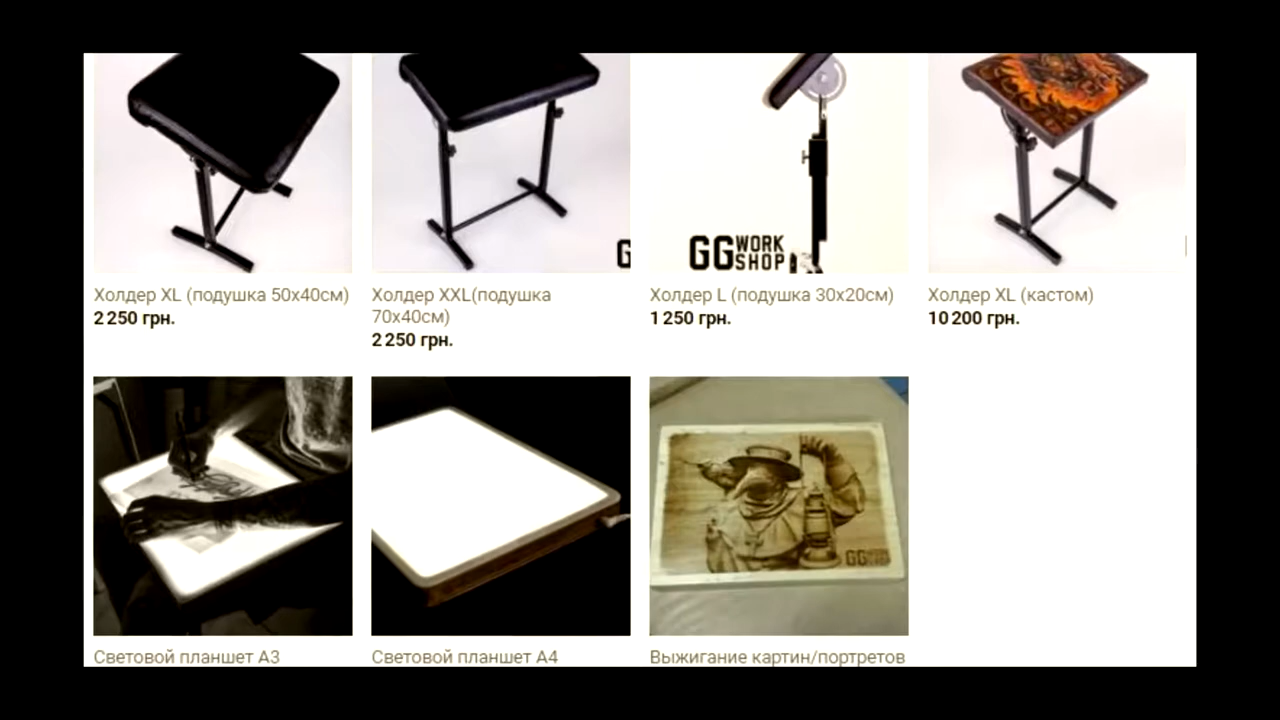 GG WORK SHOP
Холдер XL (подушка 50х40см)
2 250 грн.
Холдер XXL(подушка
70х40см)
2 250 грн.
Холдер L (подушка 30х20см)
1 250 грн.
Холдер XL (кастом)
10 200 грн.
GG
Световой планшет А3
Световой планшет А4
Выжигание картин/портретов